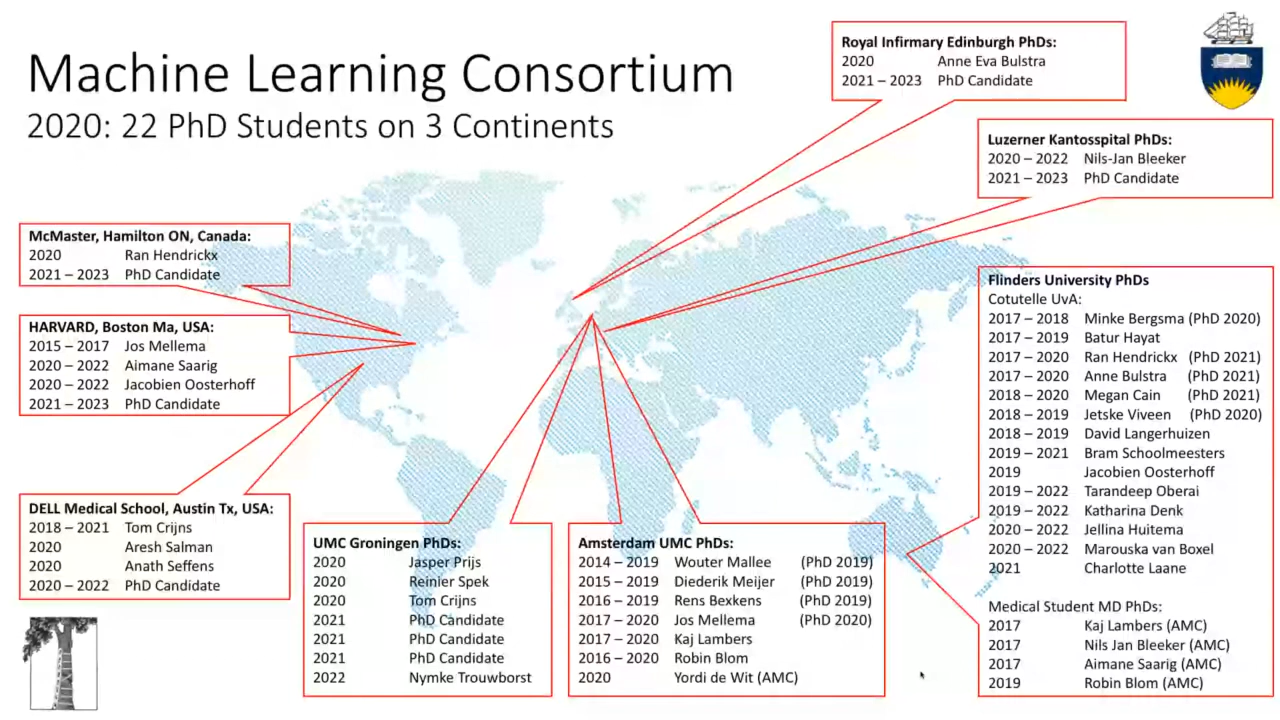 Machine Learning Consortium
2020: 22 PhD Students on 3 Continents
Royal Infirmary Edinburgh PhDs:
2020 Anne Eva Bulstra
2021 – 2023 PhD Candidate
Luzerner Kantosspital PhDs:
2020 – 2022 Nils-Jan Bleeker
2021 – 2023 PhD Candidate
McMaster, Hamilton ON, Canada:
2020 Ran Hendrickx
2021 – 2023 PhD Candidate
HARVARD, Boston Ma, USA:
2015 – 2017 Jos Mellema
2020 – 2022 Aimane Saarig
2020 – 2022 Jacobien Oosterhoff
2021 – 2023 PhD Candidate
DELL Medical School, Austin Tx, USA:
2018 – 2021 Tom Crijns
2020 Aresh Salman
2020 Anath Seffens
2020 – 2022 PhD Candidate
UMC Groningen PhDs:
2020 Jasper Prijs
2020 Reinier Spek
2020 Tom Crijns
2021 PhD Candidate
2021 PhD Candidate
2021 PhD Candidate
2022 Nymke Trouwborst
Amsterdam UMC PhDs:
2014 – 2019 Wouter Mallee (PhD 2019)
2015 – 2019 Diederik Meijer (PhD 2019)
2016 – 2019 Rens Bexkens (PhD 2019)
2017 – 2020 Jos Mellema (PhD 2020)
2017 – 2020 Kaj Lambers
2016 – 2020 Robin Blom
2020 Yordi de Wit (AMC)
Flinders University PhDs
Cotutelle UvA:
2017 – 2018 Minke Bergsma (PhD 2020)
2017 – 2019 Batur Hayat
2017 – 2020 Ran Hendrickx (PhD 2021)
2017 – 2020 Anne Bulstra (PhD 2021)
2018 – 2020 Megan Cain (PhD 2021)
2018 – 2019 Jetske Viveen (PhD 2020)
2018 – 2019 David Langerhuizen
2019 – 2021 Bram Schoolmeesters
2019 Jacobien Oosterhoff
2019 – 2022 Tarandeep Oberai
2019 – 2022 Katharina Denk
2020 – 2022 Jellina Huitema
2020 – 2022 Marouska van Boxel
2021 Charlotte Laane
Medical Student MD PhDs:
2017 Kaj Lambers (AMC)
2017 Nils Jan Bleeker (AMC)
2017 Aimane Saarig (AMC)
2019 Robin Blom (AMC)